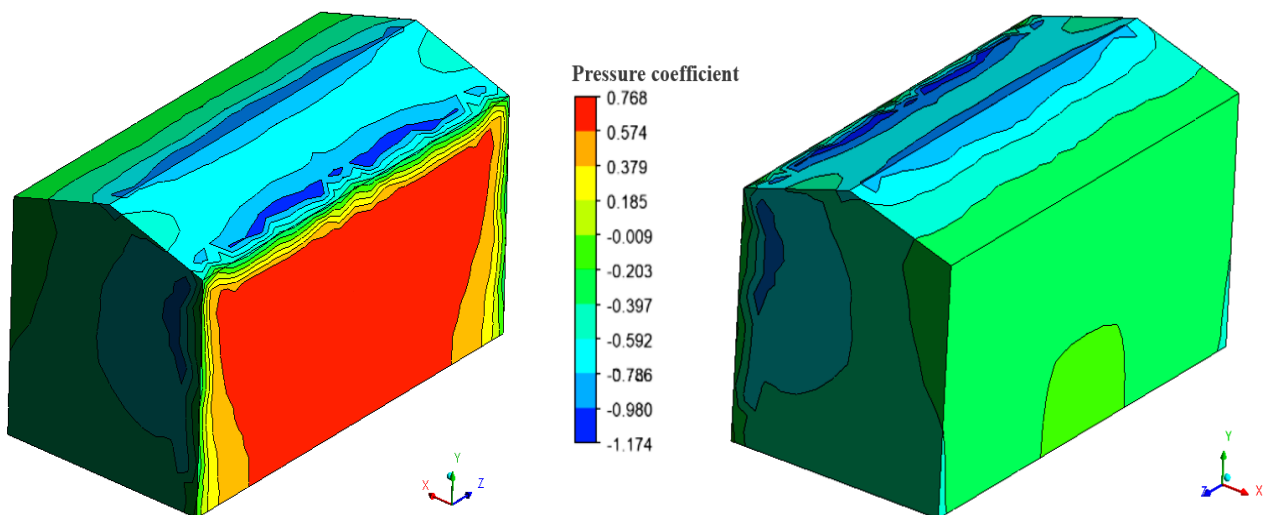 Pressure coefficient
0.768
0.574
0.379
0.185
-0.009
-0.203
-0.397
-0.592
-0.786
-0.980
-1.174
Y
X
Z
Y
Z
X